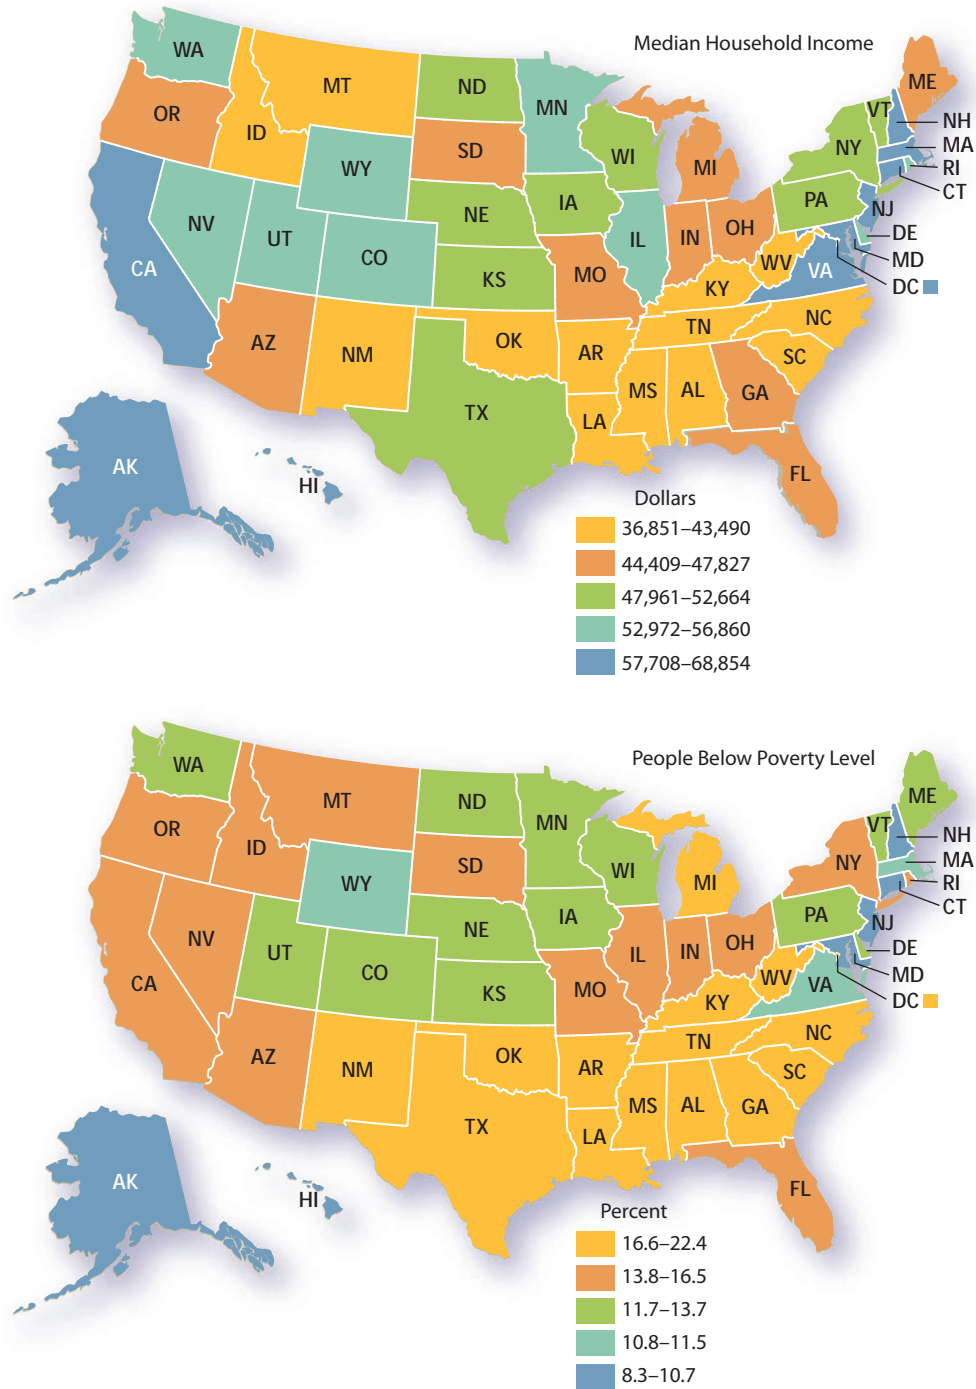 Median Household Income
WA
MT
ND
MN
ME
OR
ID
SD
WI
MI
NY
VT
NH
MA
RI
CT
WY
NV
UT
CO
NE
IA
IL
IN
OH
PA
NJ
DE
MD
DC
CA
KS
MO
KY
WV
VA
AZ
NM
OK
AR
TN
NC
SC
TX
LA
MS
AL
GA
FL
AK
HI
Dollars
36,851–43,490
44,409–47,827
47,961–52,664
52,972–56,860
57,708–68,854
People Below Poverty Level
WA
MT
ND
MN
ME
OR
ID
SD
WI
MI
NY
VT
NH
MA
RI
CT
WY
NV
UT
CO
NE
IA
IL
IN
OH
PA
NJ
DE
MD
DC
CA
KS
MO
KY
WV
VA
AZ
NM
OK
AR
TN
NC
SC
TX
LA
MS
AL
GA
FL
AK
HI
Percent
16.6–22.4
13.8–16.5
11.7–13.7
10.8–11.5
8.3–10.7